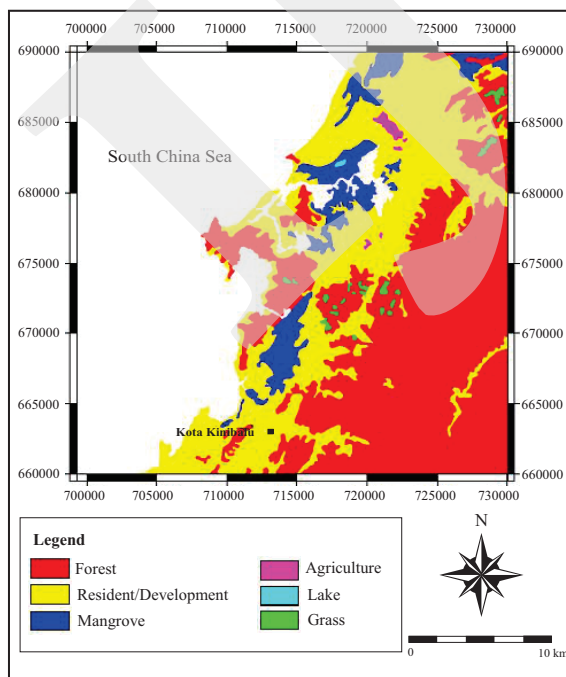 700000 705000 710000 715000 720000 725000 730000
690000 690000
685000 685000
South China Sea
680000 680000
675000 675000
670000 670000
665000 665000
Kota Kinibalu
660000 660000
700000 705000 710000 715000 720000 725000 730000
Legend
Forest
Resident/Development
Mangrove
Agriculture
Lake
Grass
N
0 10 km